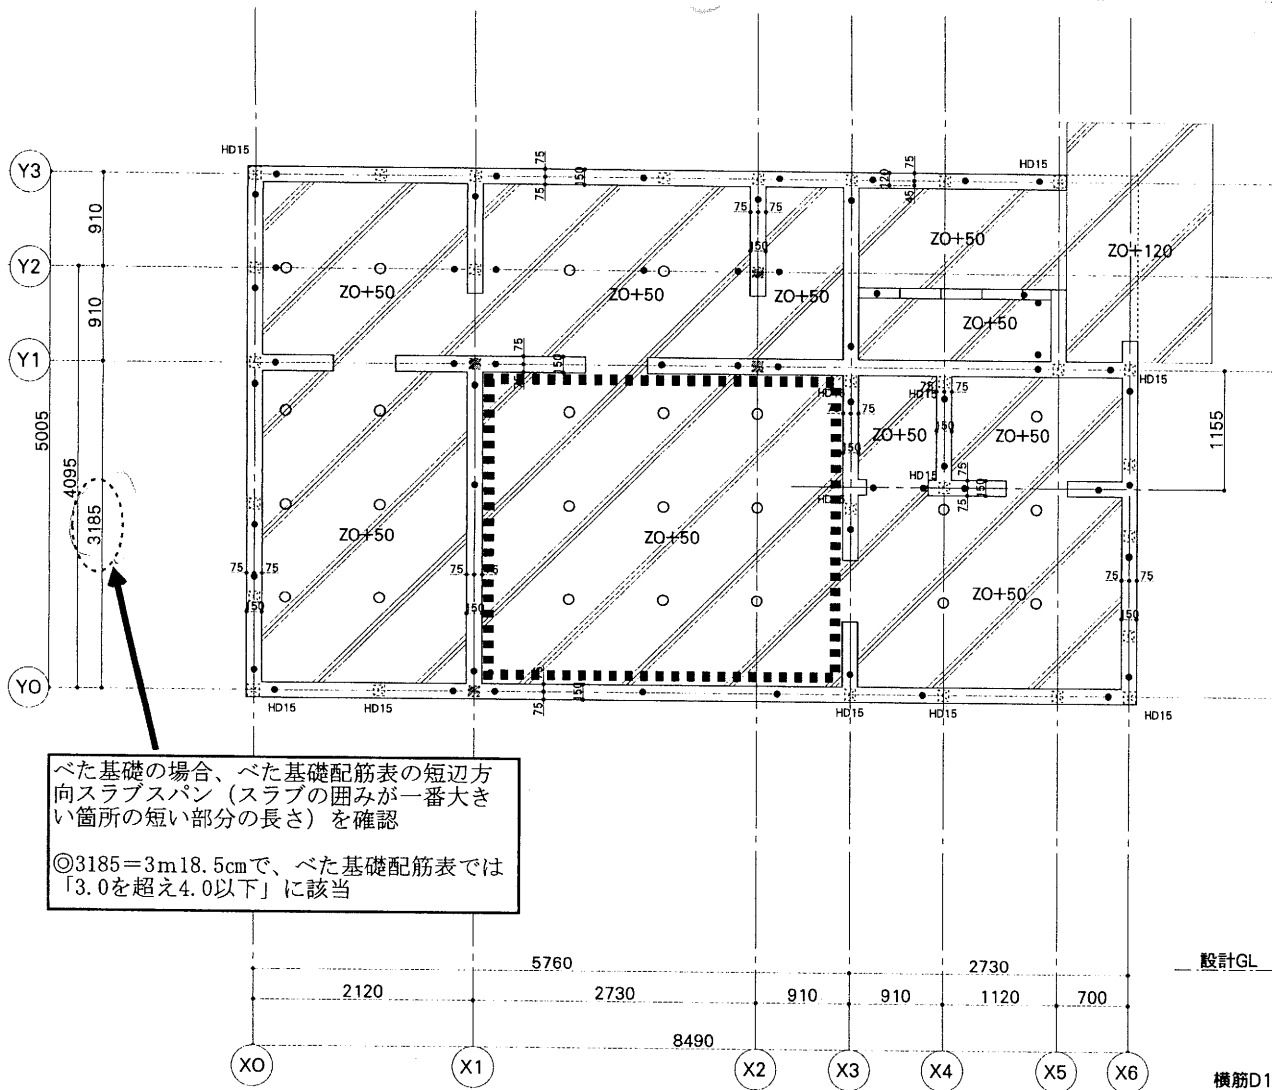 HD15
HD15
Y3
Y2
Y1
Y0
910
910
5005
4095
3185
75
150
75
120
75
45
75
75
150
ZO+50
ZO+50
ZO+50
ZO+50
ZO+50
ZO+120
75
150
HD15
HD15
75
75
150
75
75
150
ZO+50
ZO+50
1155
HD15
75
150
75
ZO+50
ZO+50
ZO+50
75
75
150
75
75
150
75
75
150
150
75
HD15
HD15
HD15
HD15
HD15
べた基礎の場合、べた基礎配筋表の短辺方
向スラブスパン（スラブの囲みが一番大き
い箇所の短い部分の長さ）を確認
◎3185＝3m18.5cmで、べた基礎配筋表では
「3.0を超え4.0以下」に該当
設計GL
5760
2730
2120
2730
910
910
1120
700
8490
X0
X1
X2
X3
X4
X5
X6
横筋D1